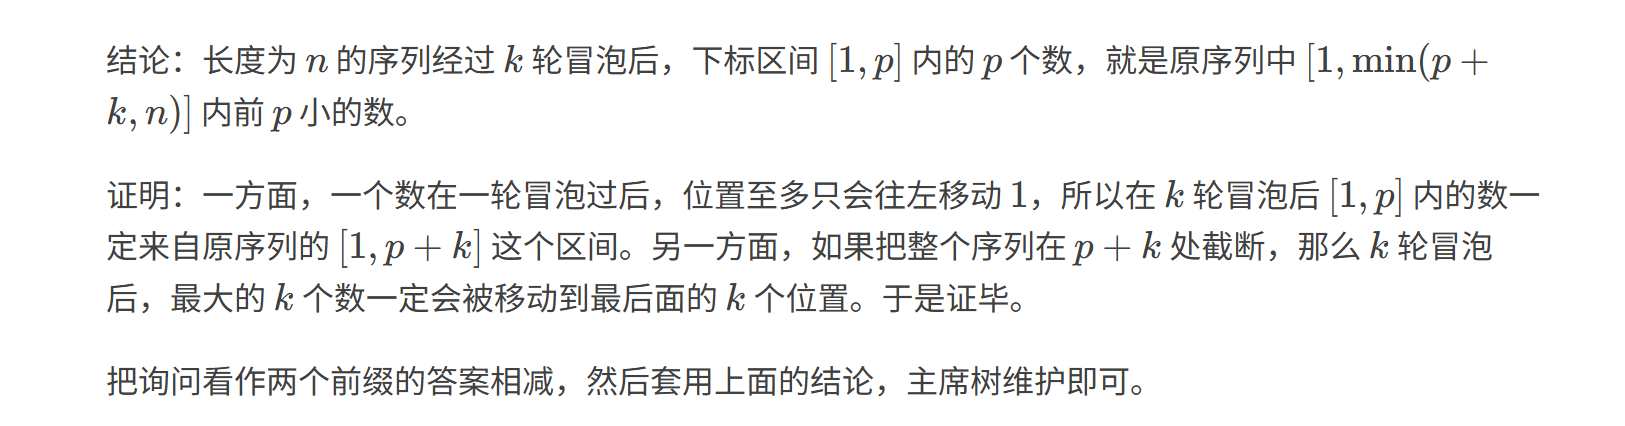 结论：长度为 n 的序列经过 k 轮冒泡后，下标区间 [1, p] 内的 p 个数，就是原序列中 [1, min(p +
k, n)] 内前 p 小的数。
证明：一方面，一个数在一轮冒泡过后，位置至多只会往左移动 1，所以在 k 轮冒泡后 [1, p] 内的数一
定来自原序列的 [1, p + k] 这个区间。另一方面，如果把整个序列在 p + k 处截断，那么 k 轮冒泡
后，最大的 k 个数一定会被移动到最后面的 k 个位置。于是证毕。
把询问看作两个前缀的答案相减，然后套用上面的结论，主席树维护即可。